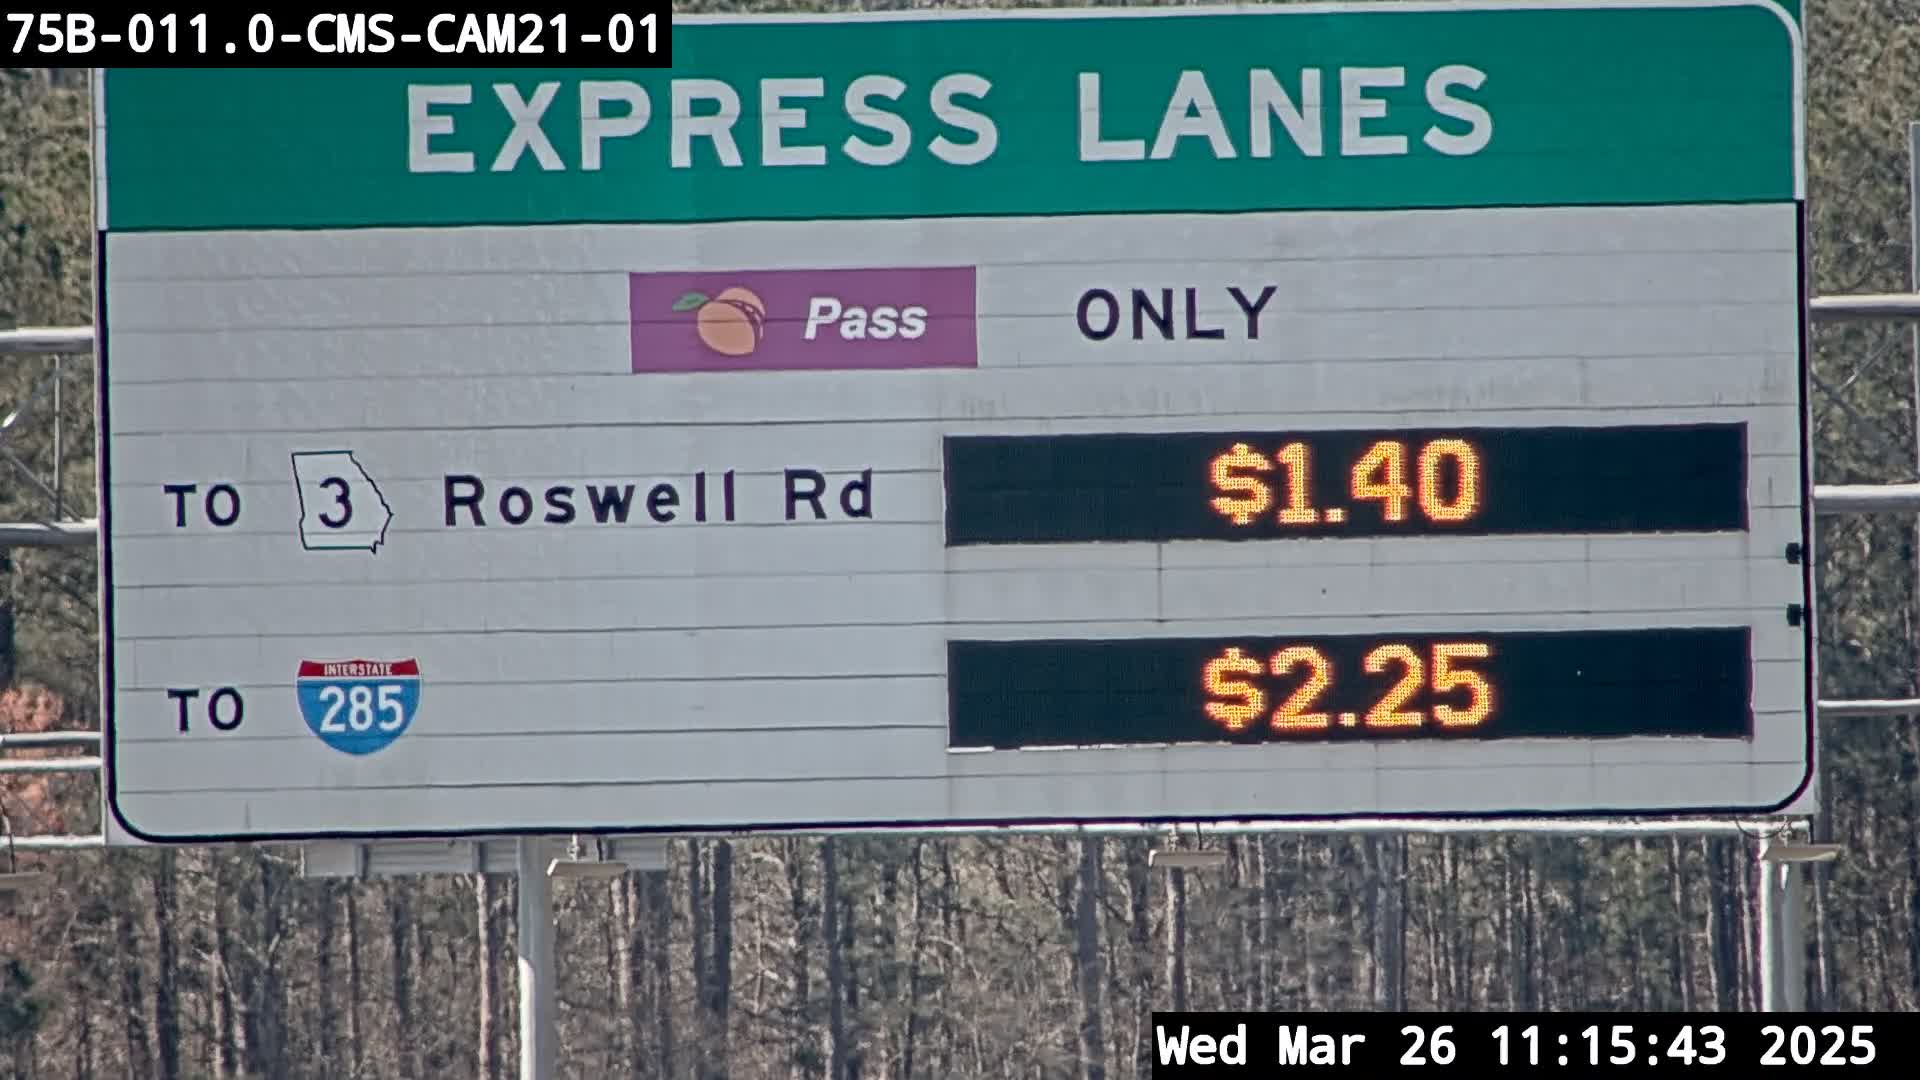 75B-011.0-CMS-CAM21-01
EXPRESS LANES
Pass ONLY
TO 3 Roswell Rd $1.40
INTERSTATE
TO 285 $2.25
Wed Mar 26 11:15:43 2025